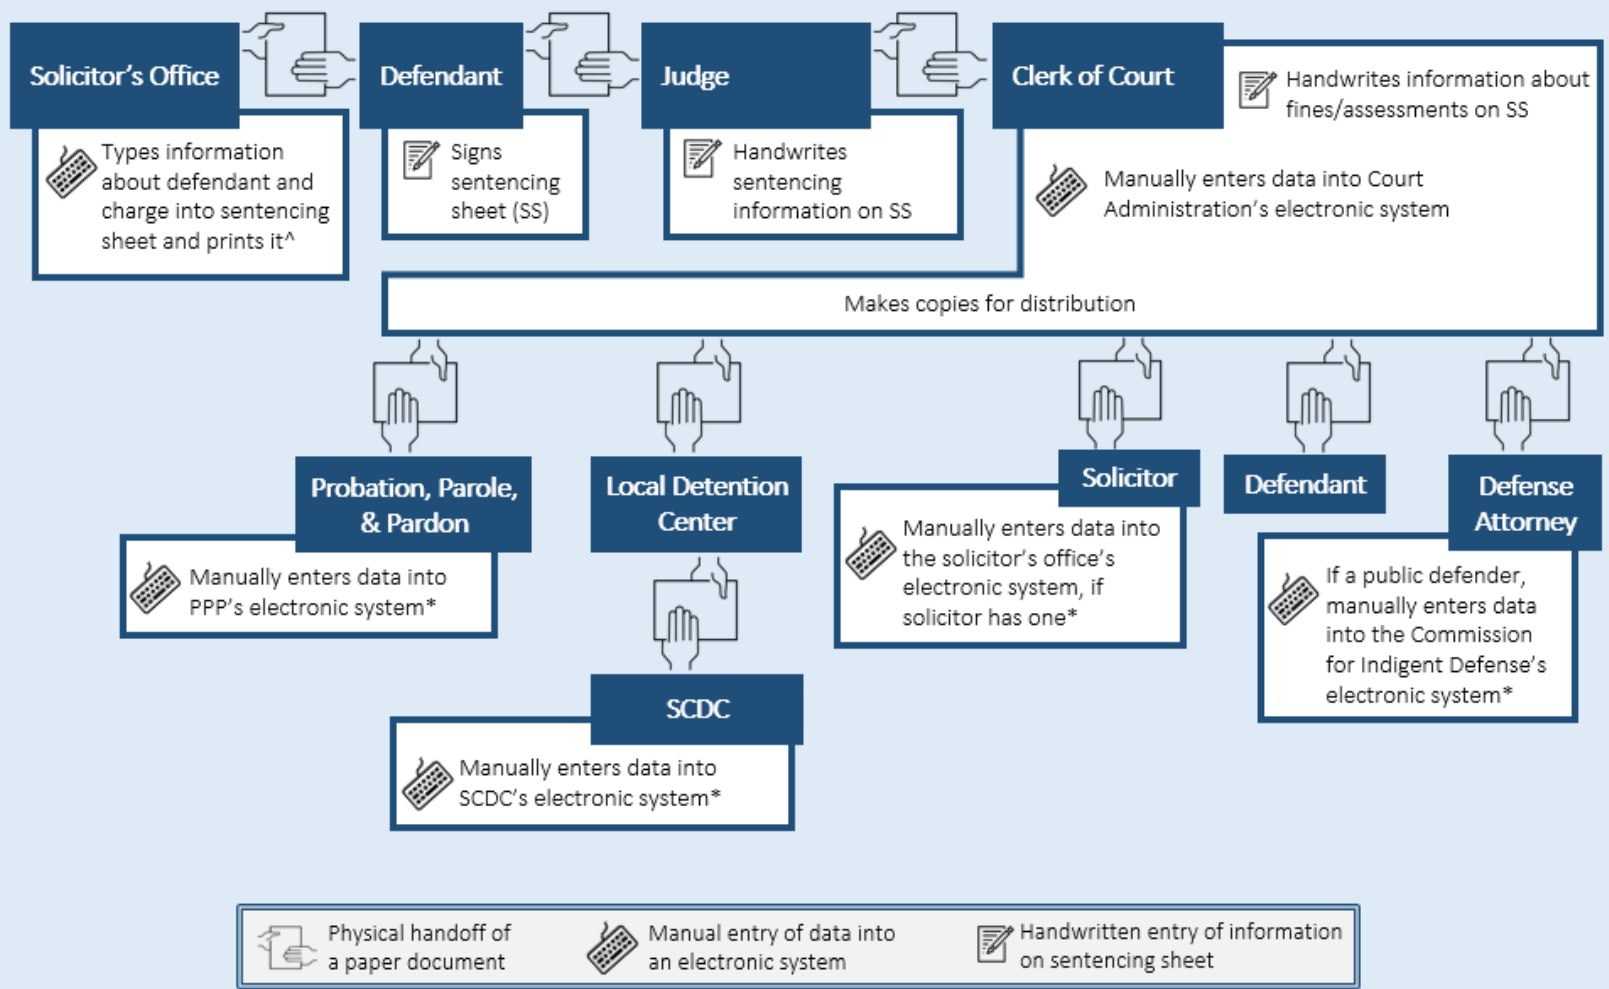 Solicitor's Office
Types information
about defendant and
charge into sentencing
sheet and prints it^
Defendant
Signs
sentencing
sheet (SS)
Judge
Handwrites
sentencing
information on SS
Clerk of Court
Handwrites information about
fines/assessments on SS
Manually enters data into Court
Administration's electronic system
Makes copies for distribution
Probation, Parole,
& Pardon
Manually enters data into
PPP's electronic system*
Local Detention
Center
SCDC
Manually enters data into
SCDC's electronic system*
Solicitor
Manually enters data into
the solicitor's office's
electronic system, if
solicitor has one*
Defendant
Defense
Attorney
If a public defender,
manually enters data
into the Commission
for Indigent Defense's
electronic system*
Physical handoff of
a paper document
Manual entry of data into
an electronic system
Handwritten entry of information
on sentencing sheet